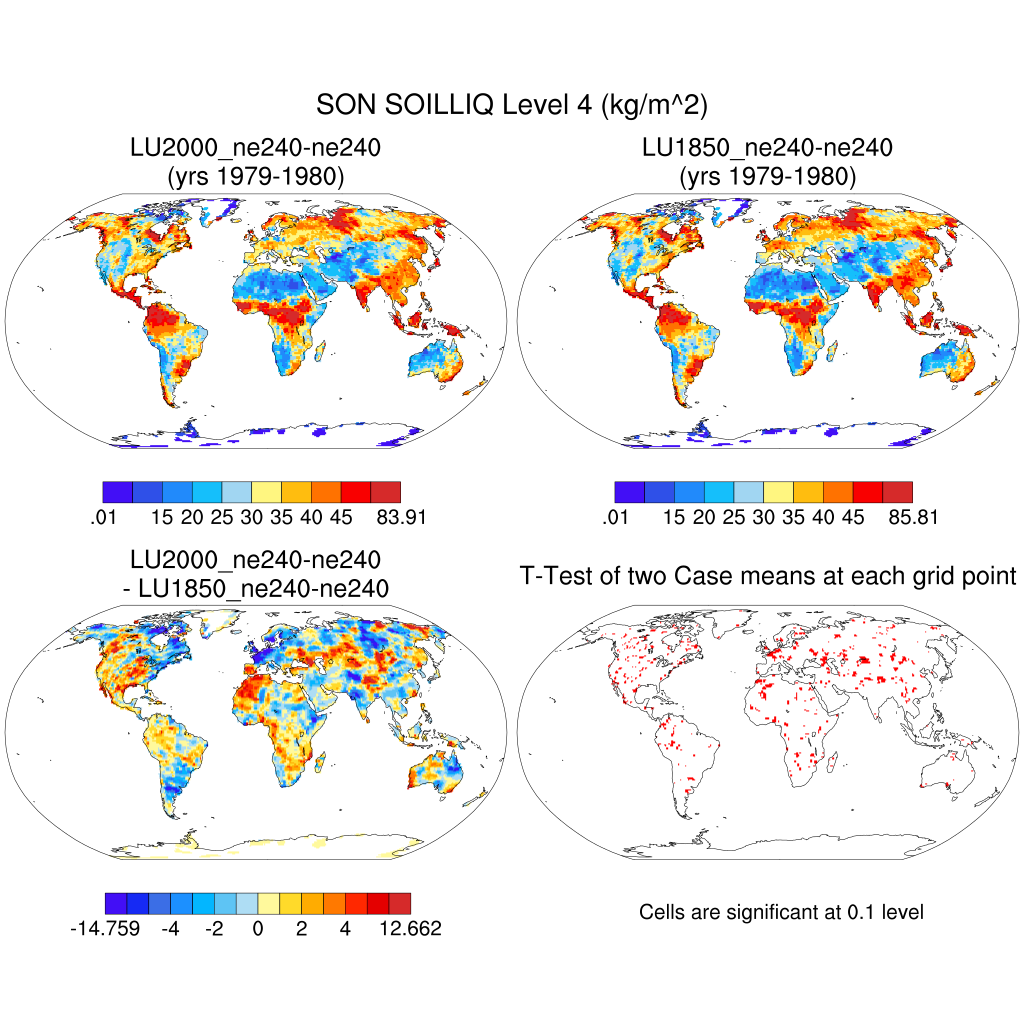 SON SOILLIQ Level 4 (kg/m^2)
LU2000_ne240-ne240
(yrs 1979-1980)
LU1850_ne240-ne240
(yrs 1979-1980)
.01 15 20 25 30 35 40 45 83.91
.01 15 20 25 30 35 40 45 85.81
LU2000_ne240-ne240
- LU1850_ne240-ne240
T-Test of two Case means at each grid point
-14.759 -4 -2 0 2 4 12.662
Cells are significant at 0.1 level